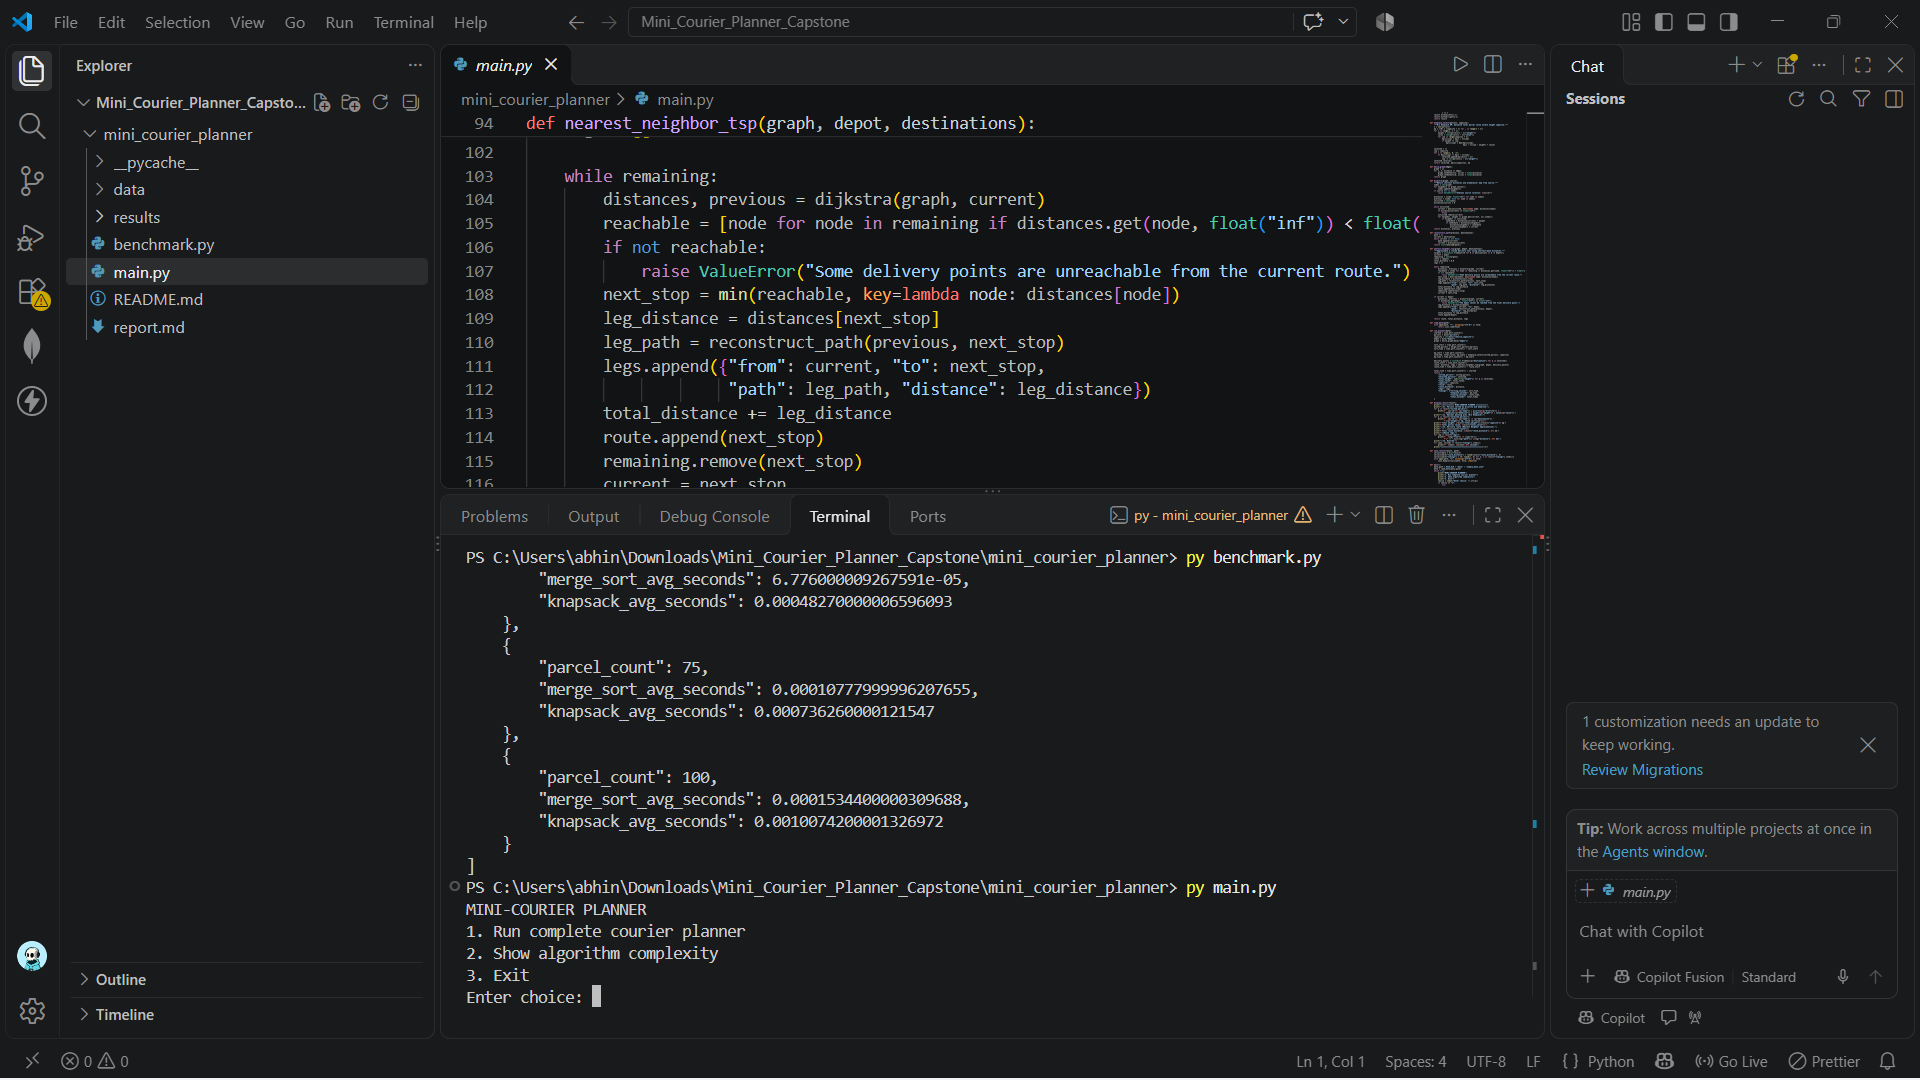 File Edit Selection View Go Run Terminal Help
Mini_Courier_Planner_Capstone
Explorer
Mini_Courier_Planner_Capsto...
mini_courier_planner
__pycache__
data
results
benchmark.py
main.py
README.md
report.md
Outline
Timeline
main.py
mini_courier_planner > main.py
94 def nearest_neighbor_tsp(graph, depot, destinations):
102
103 while remaining:
104 distances, previous = dijkstra(graph, current)
105 reachable = [node for node in remaining if distances.get(node, float("inf")) < float(
106 if not reachable:
107 raise ValueError("Some delivery points are unreachable from the current route.")
108 next_stop = min(reachable, key=lambda node: distances[node])
109 leg_distance = distances[next_stop]
110 leg_path = reconstruct_path(previous, next_stop)
111 legs.append({"from": current, "to": next_stop,
112 "path": leg_path, "distance": leg_distance})
113 total_distance += leg_distance
114 route.append(next_stop)
115 remaining.remove(next_stop)
116 current = next_stop
Problems Output Debug Console Terminal Ports
py - mini_courier_planner
PS C:\Users\abhin\Downloads\Mini_Courier_Planner_Capstone\mini_courier_planner> py benchmark.py
"merge_sort_avg_seconds": 6.776000009267591e-05,
"knapsack_avg_seconds": 0.00048270000006596093
},
{
"parcel_count": 75,
"merge_sort_avg_seconds": 0.00010777999996207655,
"knapsack_avg_seconds": 0.000736260000121547
},
{
"parcel_count": 100,
"merge_sort_avg_seconds": 0.0001534400000309688,
"knapsack_avg_seconds": 0.0010074200001326972
}
]
PS C:\Users\abhin\Downloads\Mini_Courier_Planner_Capstone\mini_courier_planner> py main.py
MINI-COURIER PLANNER
1. Run complete courier planner
2. Show algorithm complexity
3. Exit
Enter choice:
Chat
Sessions
1 customization needs an update to
keep working.
Review Migrations
Tip: Work across multiple projects at once in
the Agents window.
main.py
Chat with Copilot
Copilot Fusion Standard
Copilot
0 0
Ln 1, Col 1 Spaces: 4 UTF-8 LF { } Python Go Live Prettier